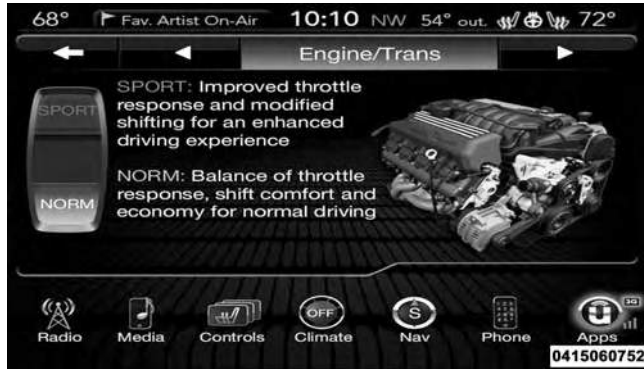 68° Fav. Artist On-Air 10:10 NW 54° out. 72°
Engine/Trans
SPORT: Improved throttle
response and modified
shifting for an enhanced
driving experience
SPORT
NORM: Balance of throttle
response, shift comfort and
economy for normal driving
NORM
OFF
S
3G
Radio Media Controls Climate Nav Phone Apps
0415060752